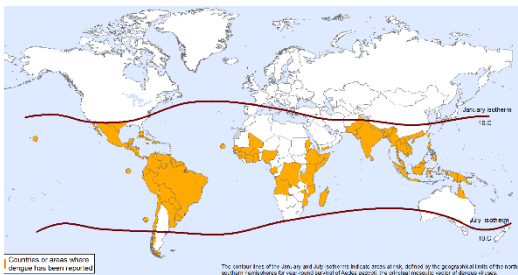 January isotherm
10.C
July isotherm
10.C
Countries or areas where
dengue has been reported
The contour lines of the January and July isotherms indicate areas at risk, defined by the geographical limits of the north
southern hemispheres for year-round survival of Aedes aegypti, the principal mosquito vector of dengue viruses.